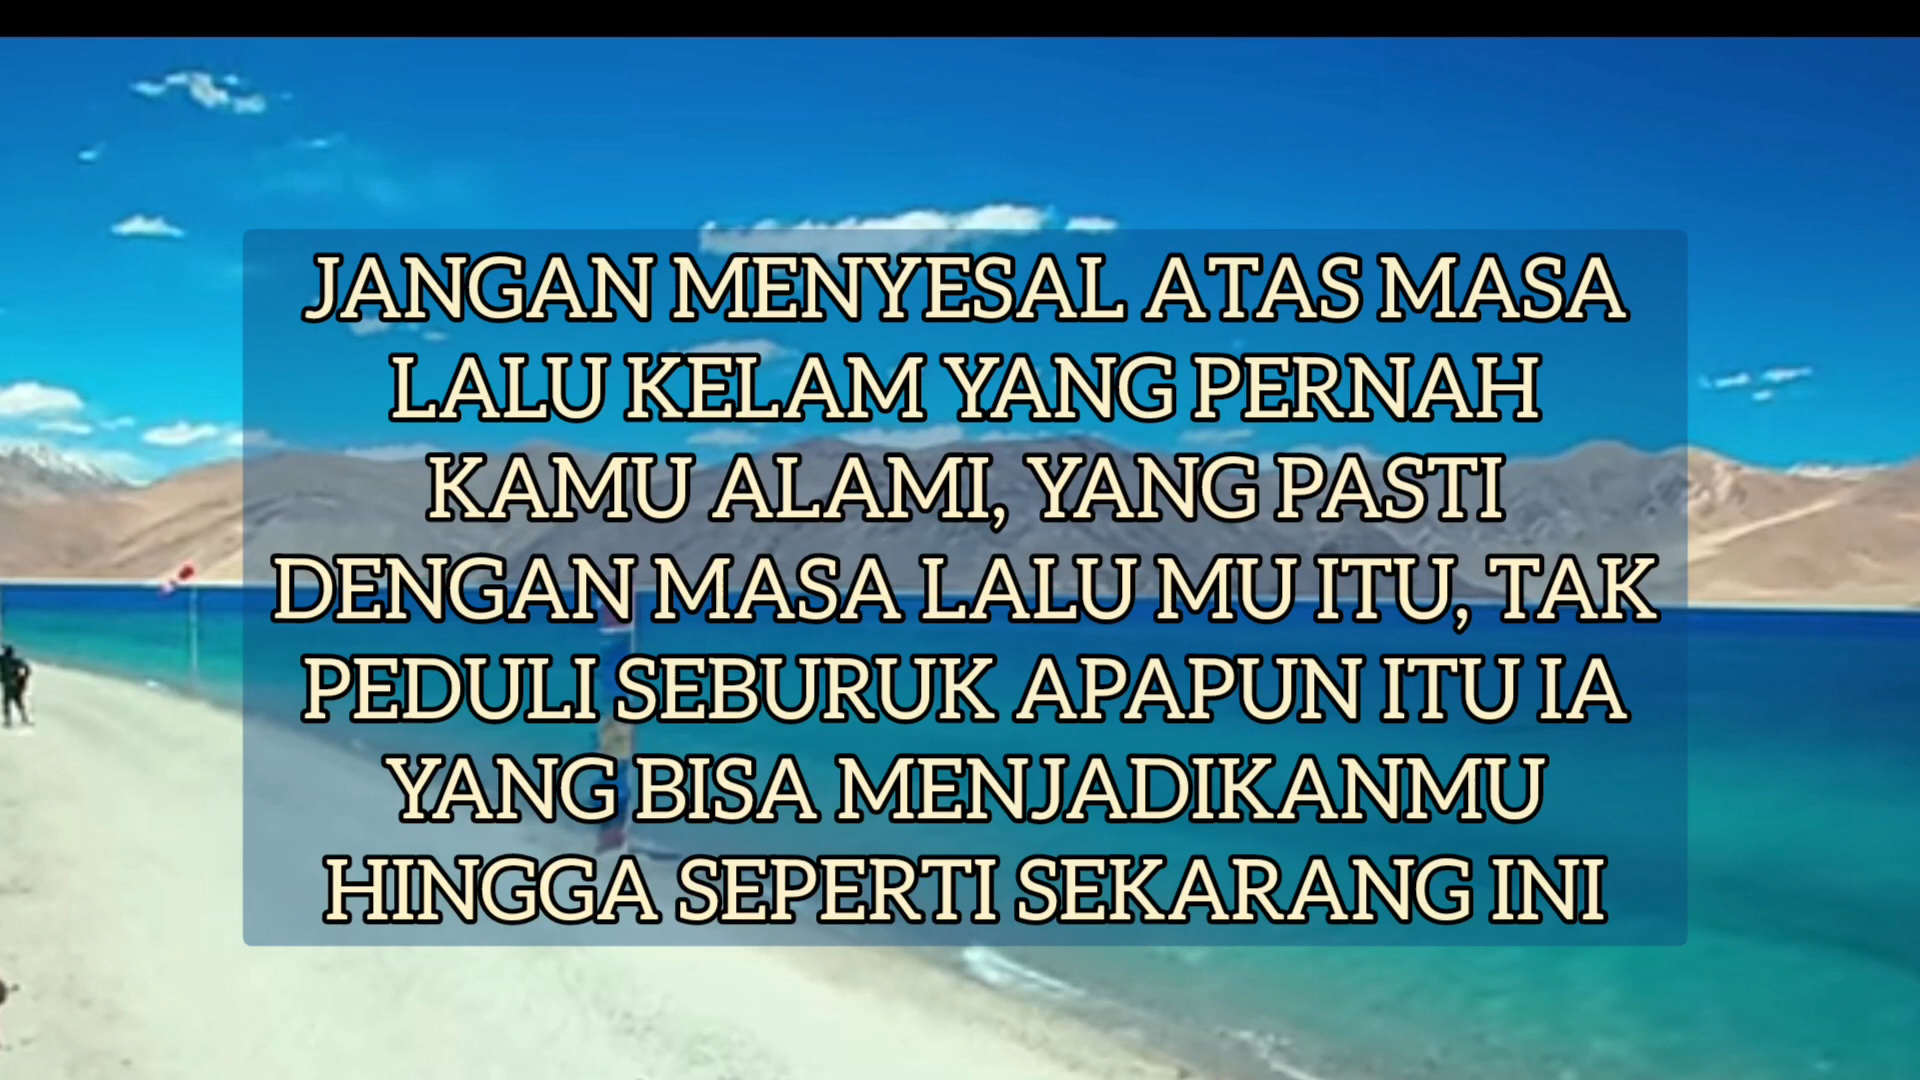 JANGAN MENYESAL ATAS MASA
LALU KELAM YANG PERNAH
KAMU ALAMI, YANG PASTI
DENGAN MASA LALU MU ITU, TAK
PEDULI SEBURUK APAPUN ITU IA
YANG BISA MENJADIKANMU
HINGGA SEPERTI SEKARANG INI